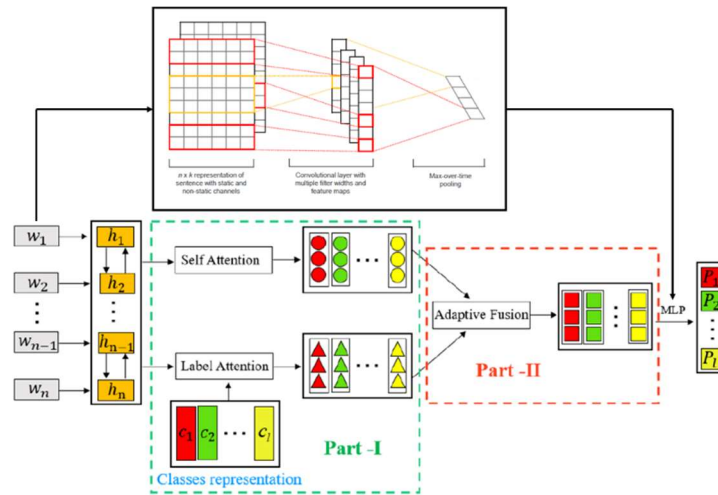 n x k representation of
sentence with static and
non-static channels
Convolutional layer with
multiple filter widths and
feature maps
Max-over-time
pooling
w₁
h₁
w₂
h₂
wₙ₋₁
hₙ₋₁
wₙ
hₙ
Self Attention
Label Attention
c₁ c₂ ⋯ c_l
Classes representation
Part -I
Adaptive Fusion
Part -II
MLP
P₁
P₂
P_l